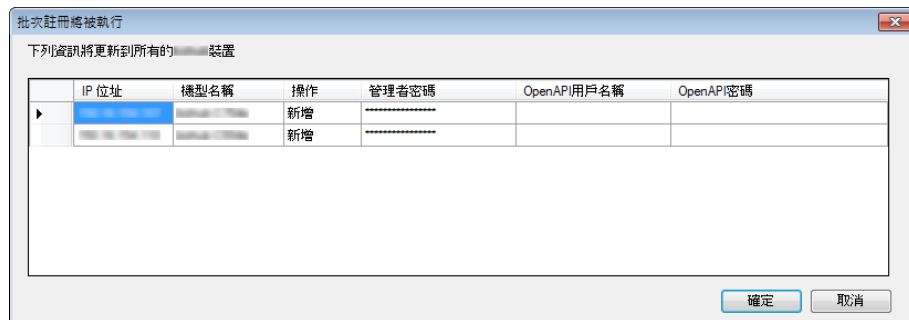 批次註冊將被執行
下列資訊將更新到所有的 裝置
IP 位址 機型名稱 操作 管理者密碼 OpenAPI用戶名稱 OpenAPI密碼
新增 ****************
新增 ****************
確定 取消